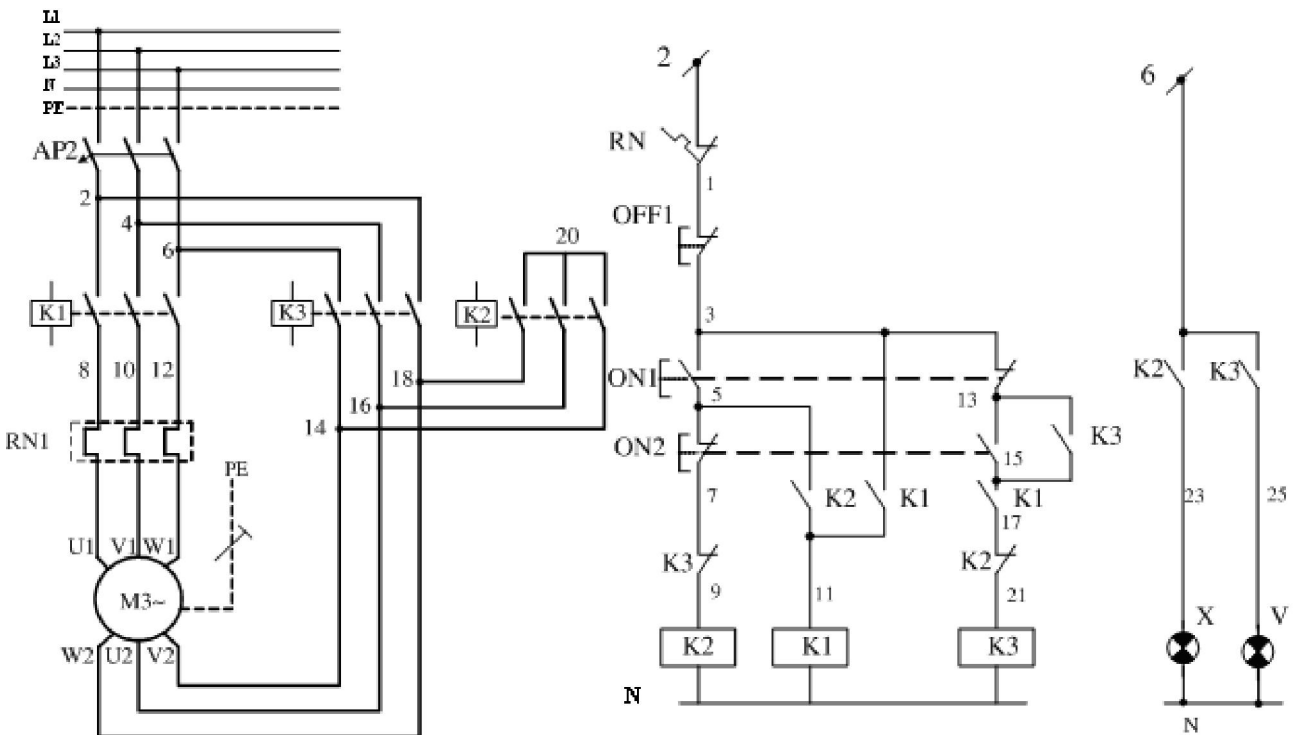 L1
L2
L3
N
PE
AP2
2
4
6
20
K1
K3
K2
8
10
12
18
16
14
RN1
PE
U1
V1
W1
M3~
W2
U2
V2
2
RN
1
OFF1
3
ON1
5
13
K3
ON2
15
7
K2
K1
K1
17
K3
K2
9
11
21
K2
K1
K3
N
6
K2
K3
23
25
X
V
N